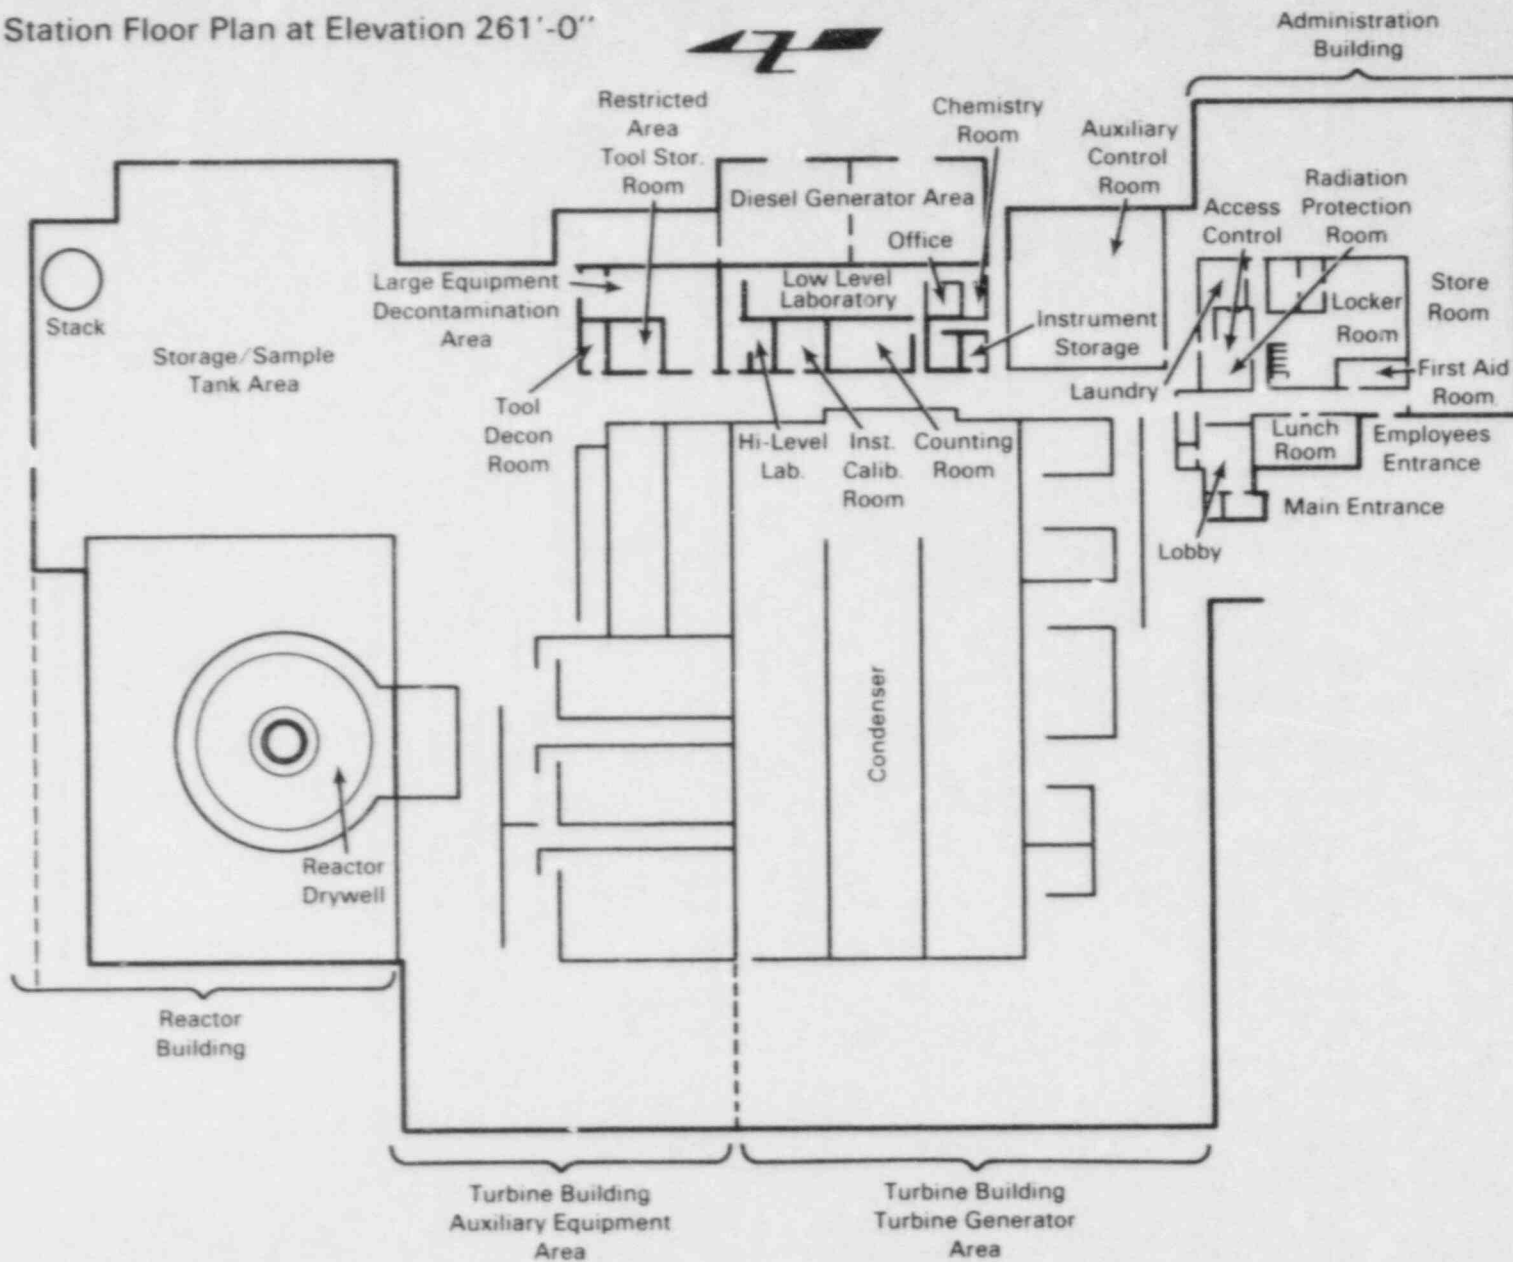 Station Floor Plan at Elevation 261'-0''
Administration
Building
Restricted
Area
Tool Stor.
Room
Chemistry
Room
Auxiliary
Control
Room
Radiation
Protection
Room
Access
Control
Diesel Generator Area
Office
Large Equipment
Decontamination
Area
Low Level
Laboratory
Instrument
Storage
Locker
Room
Store
Room
Stack
Storage/Sample
Tank Area
Laundry
First Aid
Room
Tool
Decon
Room
Hi-Level
Lab.
Inst.
Calib.
Room
Counting
Room
Lunch
Room
Employees
Entrance
Main Entrance
Lobby
Condenser
Reactor
Drywell
Reactor
Building
Turbine Building
Auxiliary Equipment
Area
Turbine Building
Turbine Generator
Area